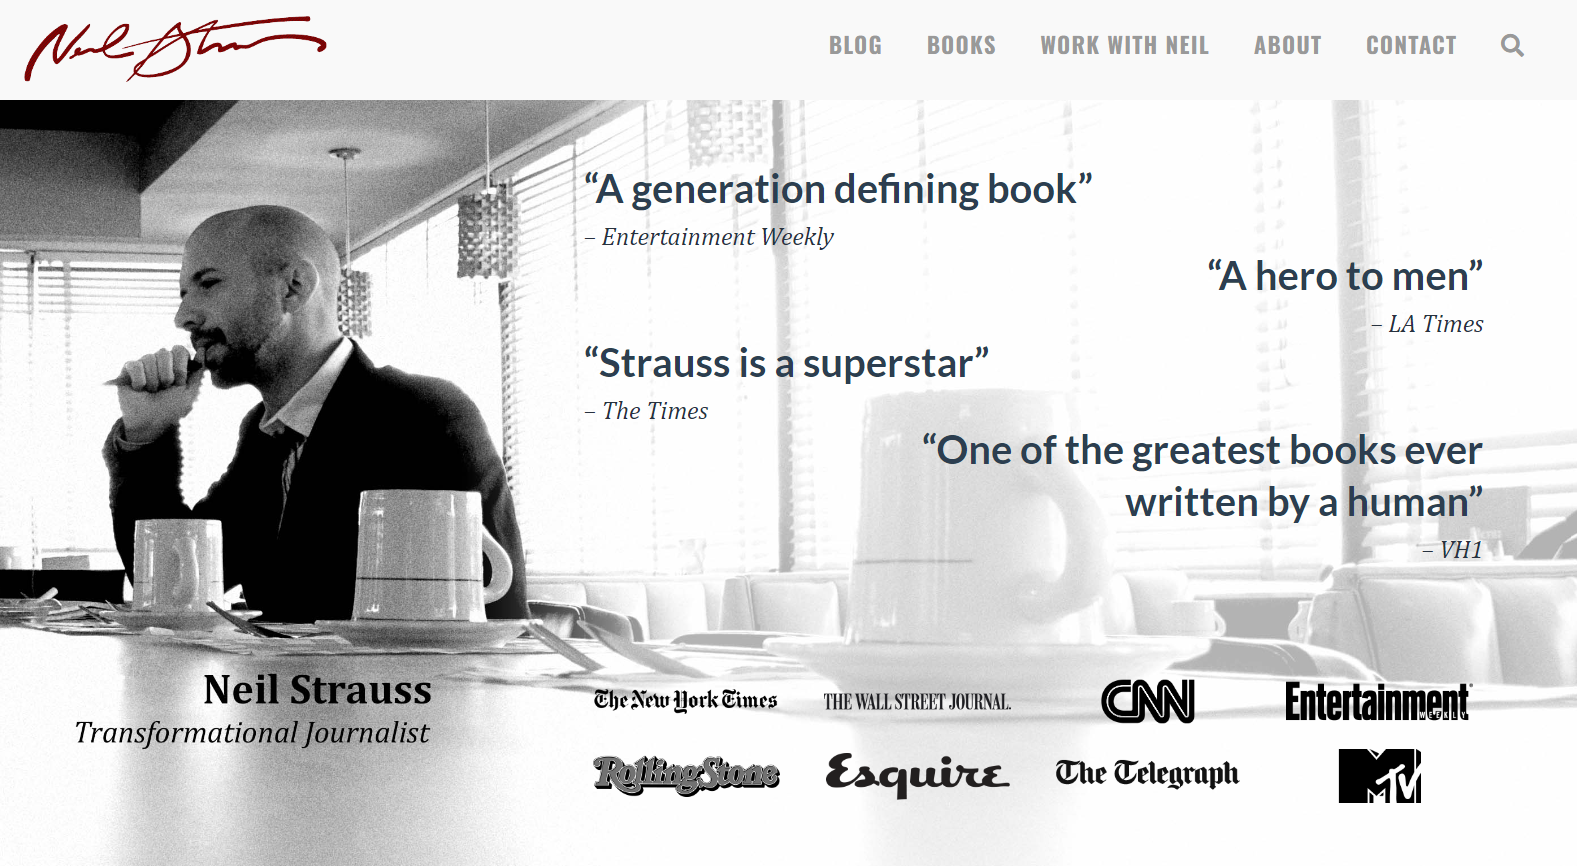 Neil Strauss
BLOG BOOKS WORK WITH NEIL ABOUT CONTACT
“A generation defining book”
– Entertainment Weekly
“A hero to men”
– LA Times
“Strauss is a superstar”
– The Times
“One of the greatest books ever
written by a human”
– VH1
Neil Strauss
Transformational Journalist
The New York Times THE WALL STREET JOURNAL. CNN Entertainment WEEKLY
RollingStone Esquire The Telegraph MTV